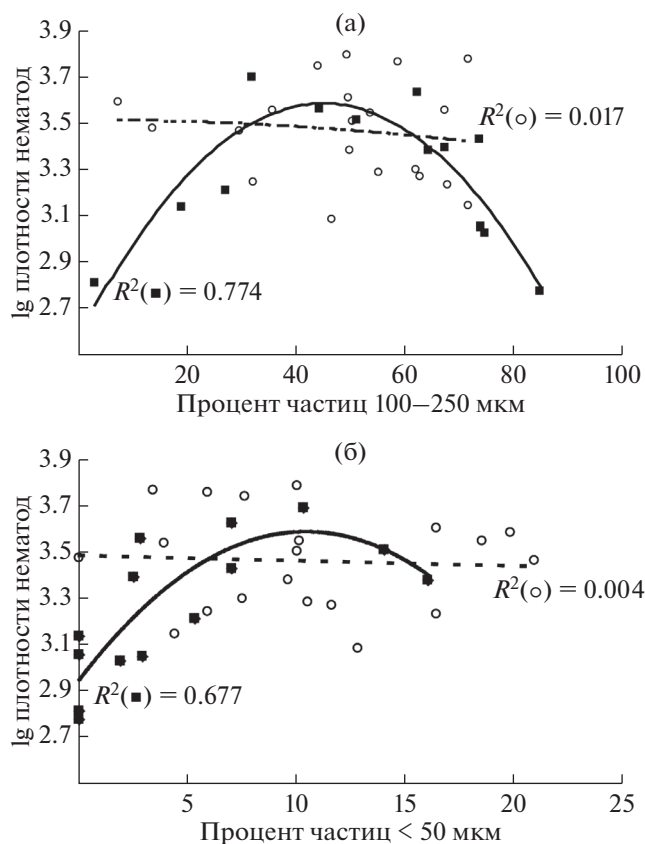 (а)
lg плотности нематод
3.9
3.7
3.5
3.3
3.1
2.9
2.7
R²(○) = 0.017
R²(■) = 0.774
20 40 60 80 100
Процент частиц 100–250 мкм
(б)
lg плотности нематод
3.9
3.7
3.5
3.3
3.1
2.9
2.7
R²(○) = 0.004
R²(■) = 0.677
5 10 15 20 25
Процент частиц < 50 мкм